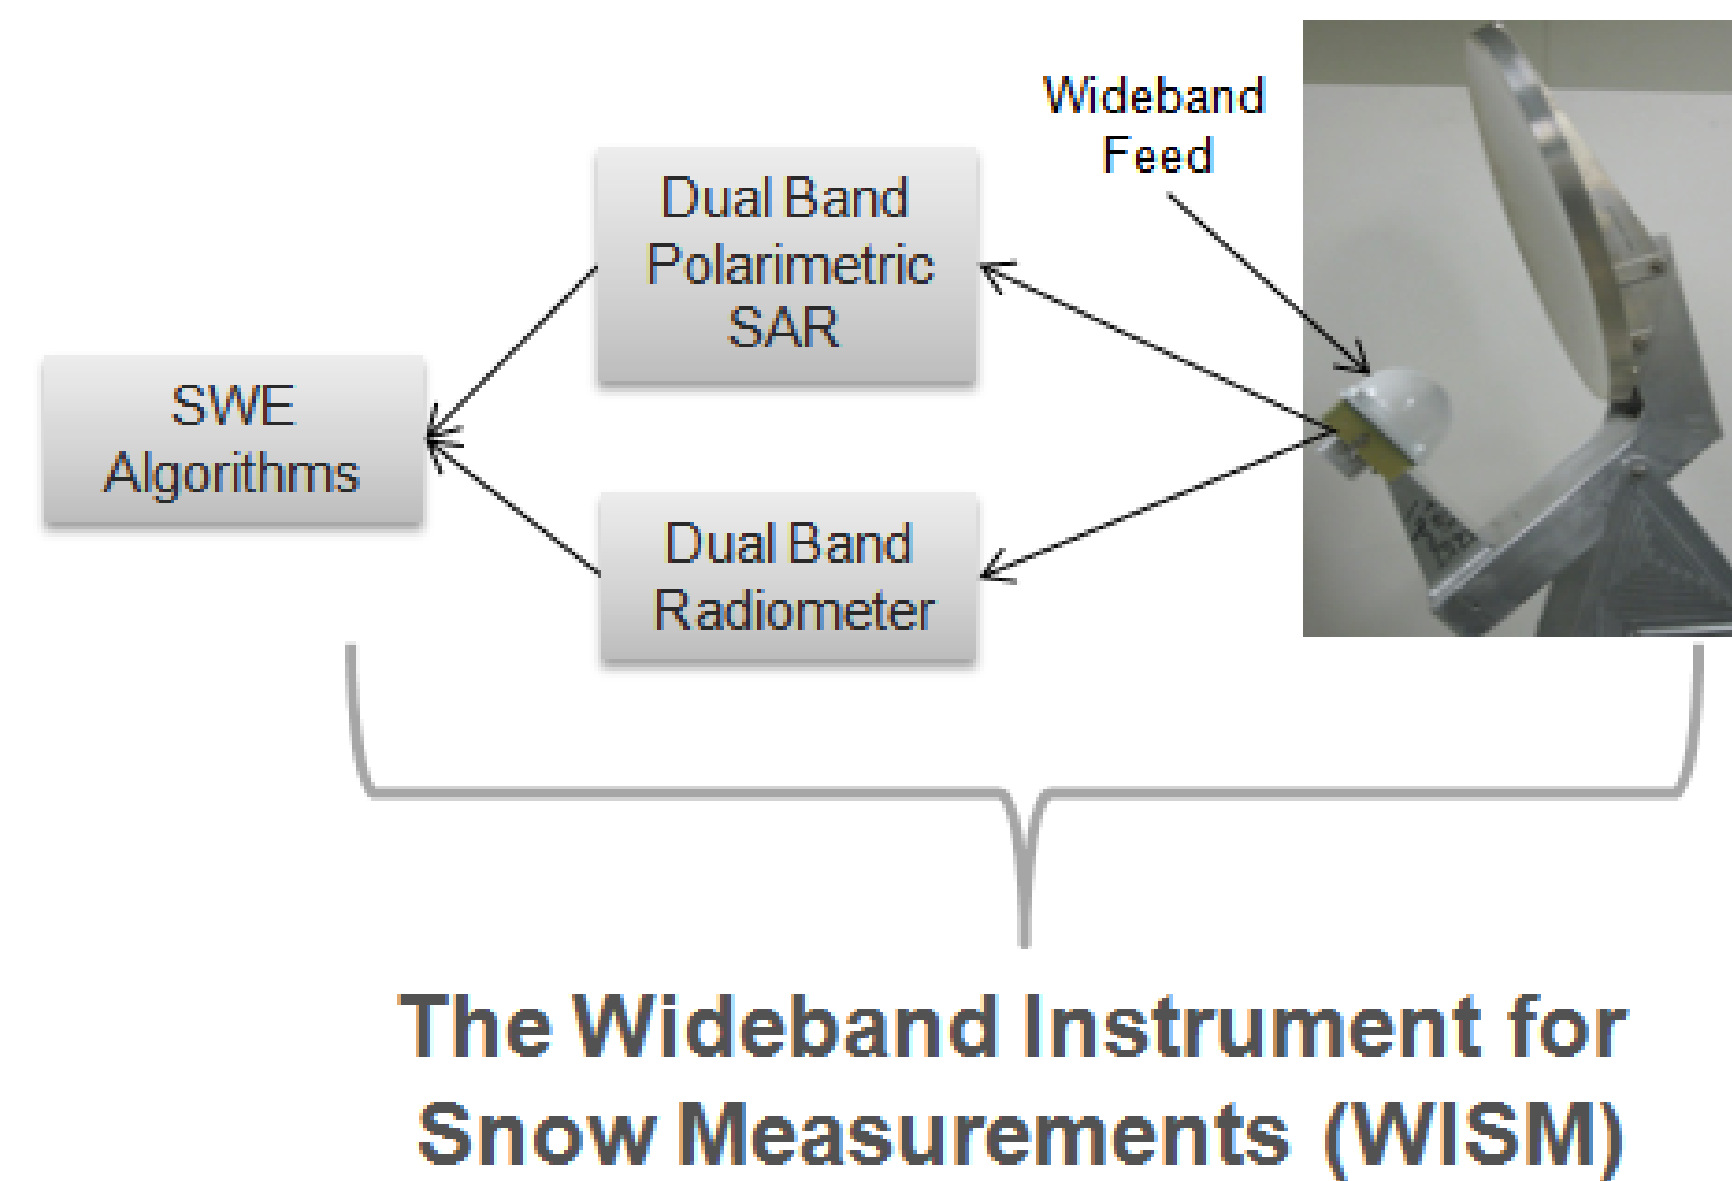 Wideband
Feed
Dual Band
Polarimetric
SAR
SWE
Algorithms
Dual Band
Radiometer
The Wideband Instrument for
Snow Measurements (WISM)